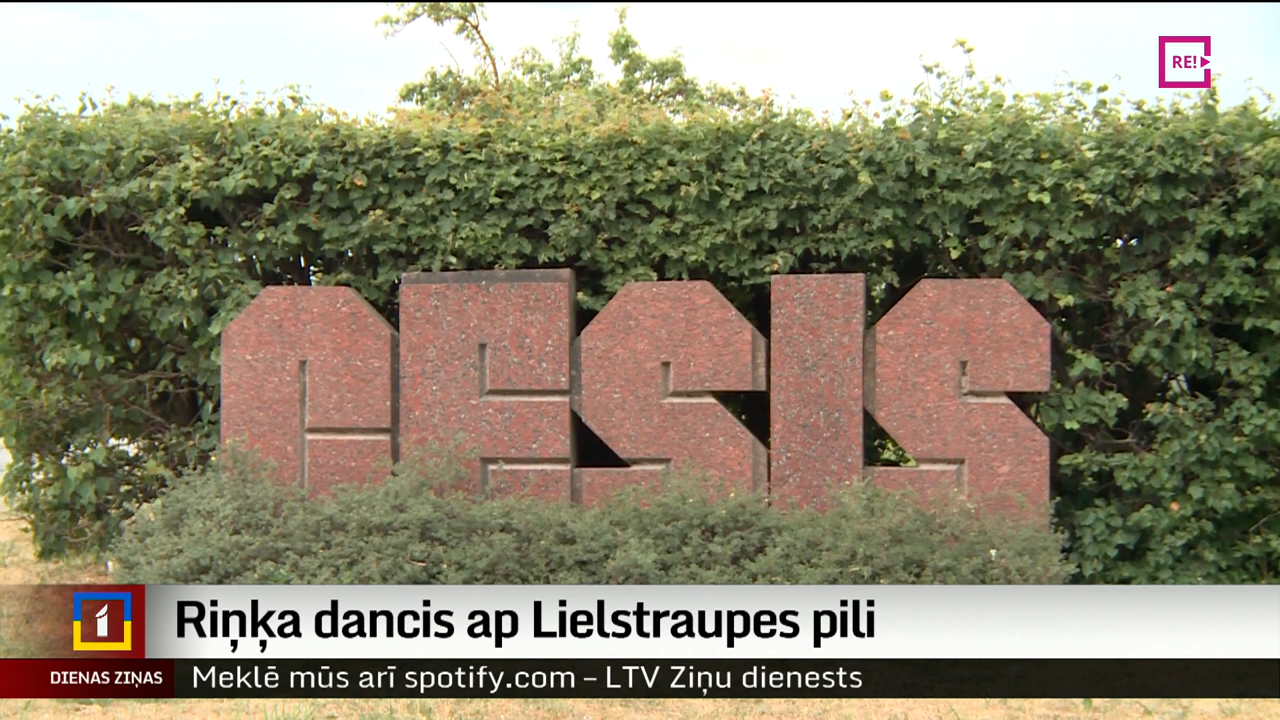 RE!
CESIS
1
Riņķa dancis ap Lielstraupes pili
DIENAS ZIŅAS
Meklē mūs arī spotify.com – LTV Ziņu dienests